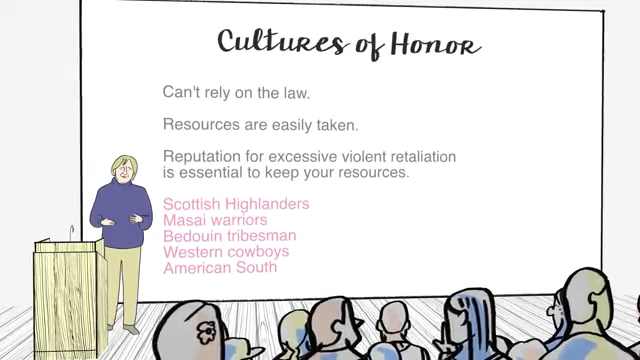 Cultures of Honor
Can't rely on the law.
Resources are easily taken.
Reputation for excessive violent retaliation
is essential to keep your resources.
Scottish Highlanders
Masai warriors
Bedouin tribesman
Western cowboys
American South